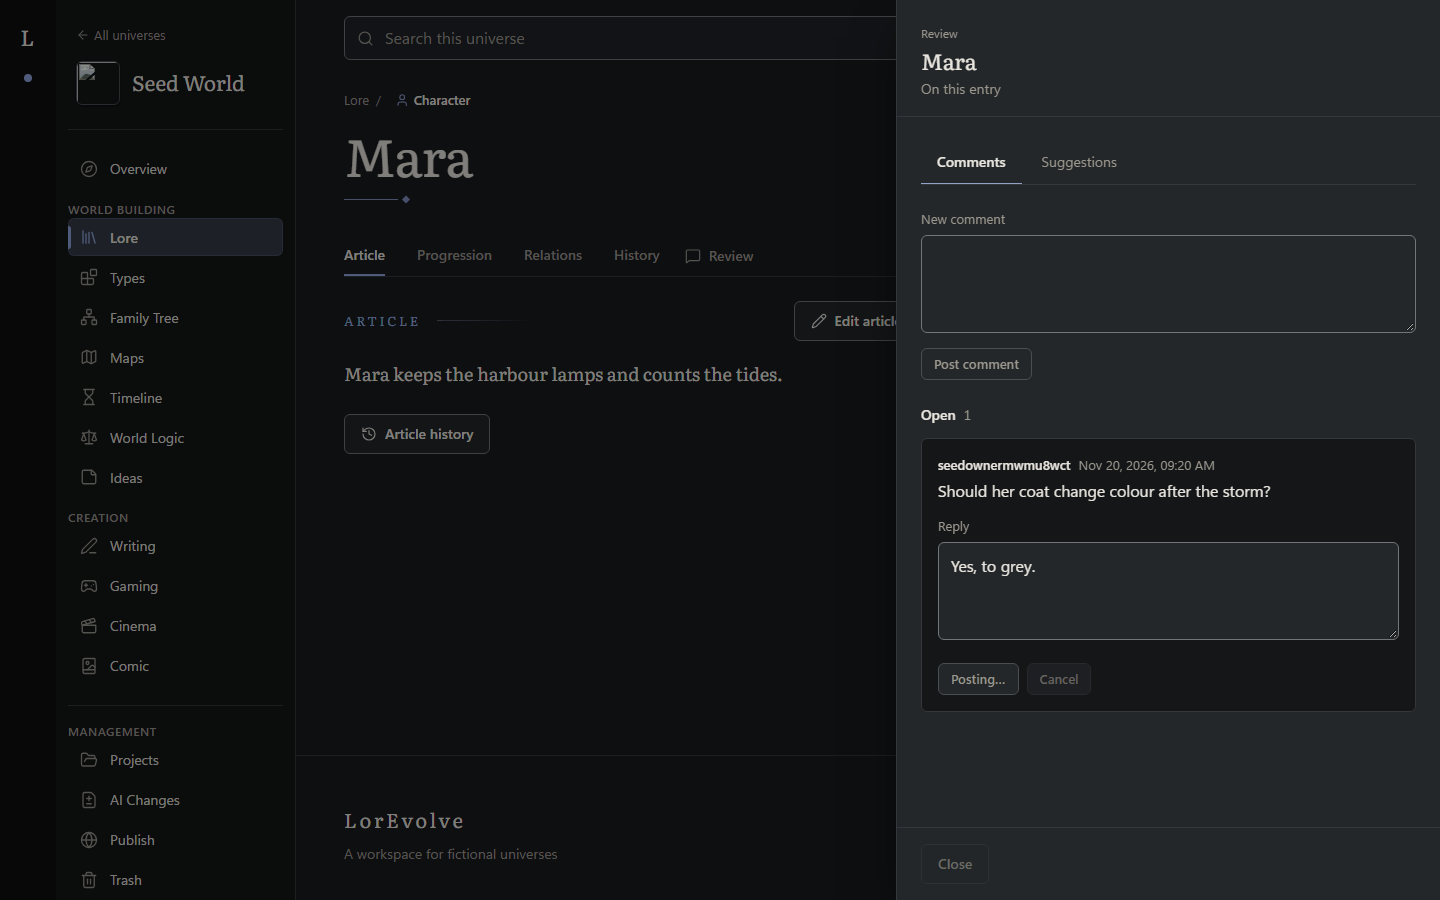 L
All universes
Seed World
Overview
WORLD BUILDING
Lore
Types
Family Tree
Maps
Timeline
World Logic
Ideas
CREATION
Writing
Gaming
Cinema
Comic
MANAGEMENT
Projects
AI Changes
Publish
Trash
Search this universe
Lore / Character
Mara
Article Progression Relations History Review
ARTICLE
Edit article
Mara keeps the harbour lamps and counts the tides.
Article history
LorEvolve
A workspace for fictional universes
Review
Mara
On this entry
Comments Suggestions
New comment
Post comment
Open 1
seedownermwmu8wct Nov 20, 2026, 09:20 AM
Should her coat change colour after the storm?
Reply
Yes, to grey.
Posting... Cancel
Close